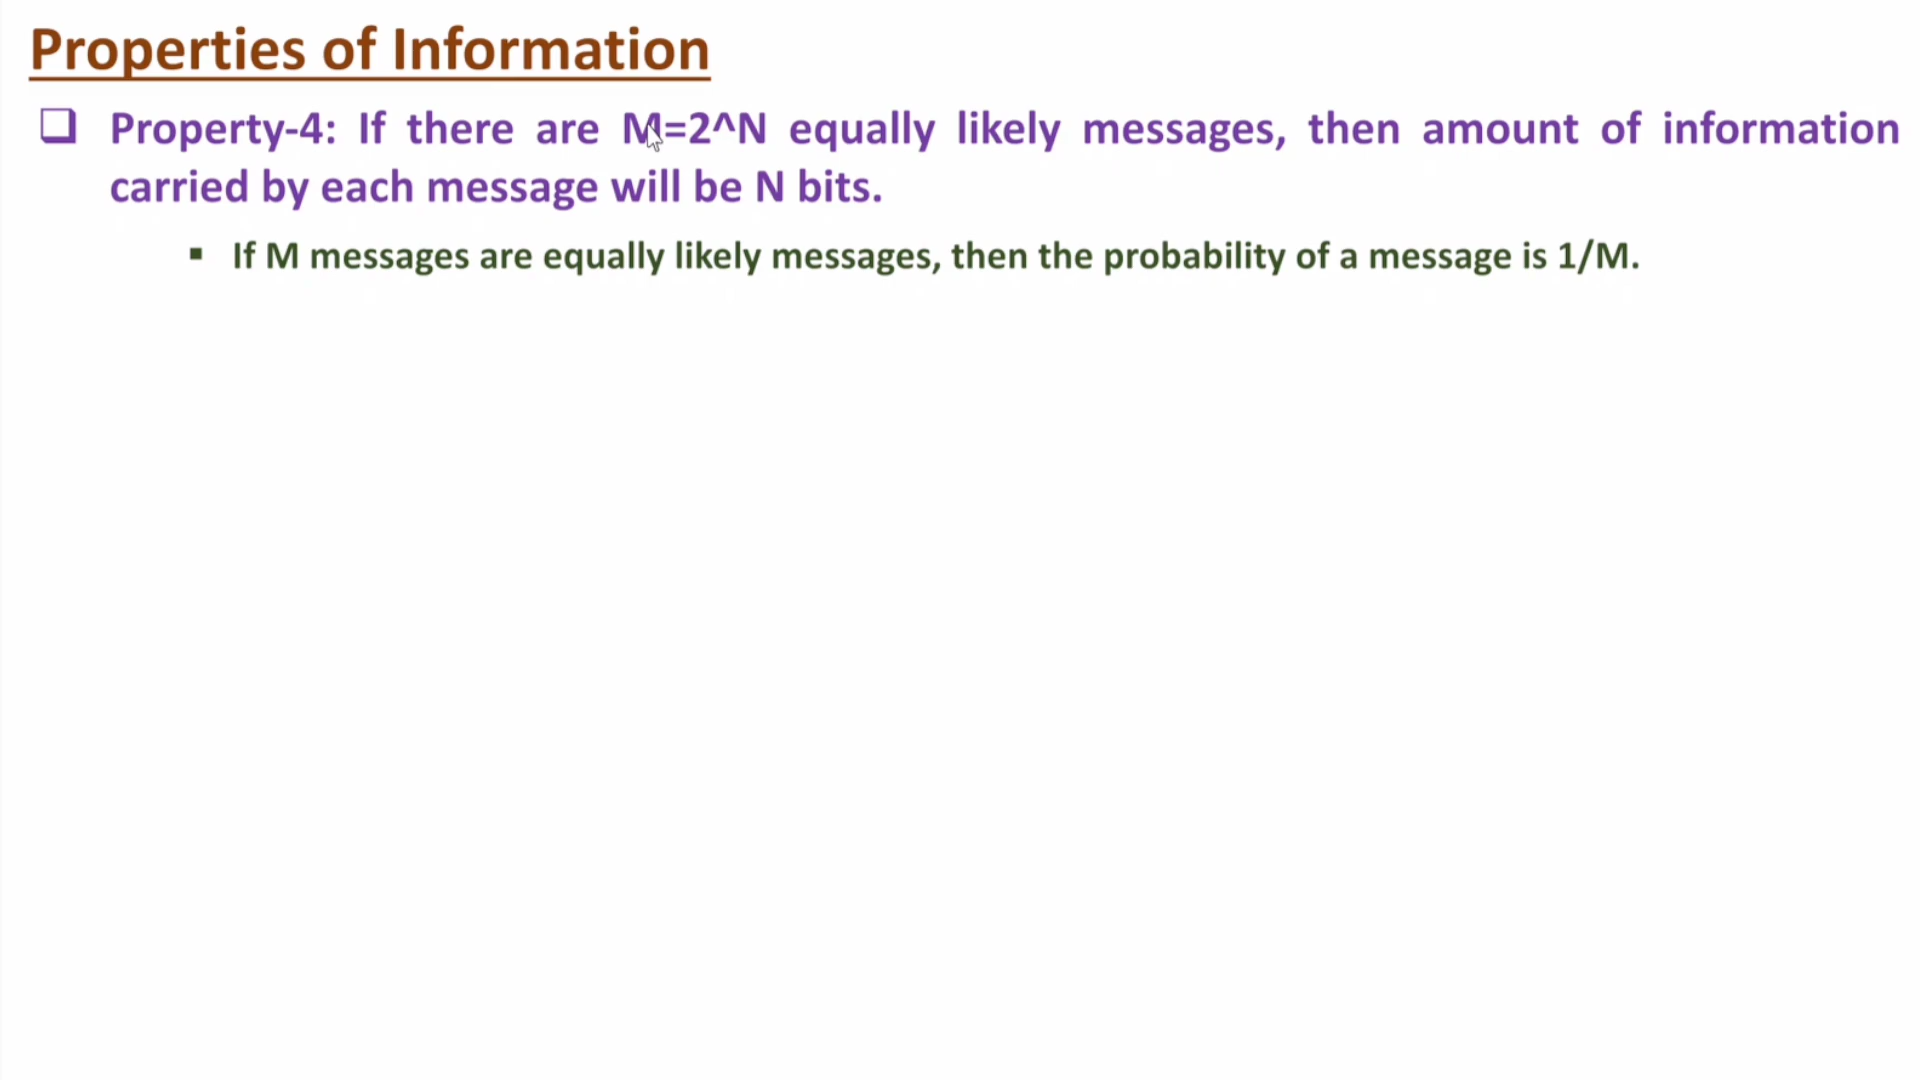 Properties of Information
Property-4: If there are M=2^N equally likely messages, then amount of information
carried by each message will be N bits.
If M messages are equally likely messages, then the probability of a message is 1/M.